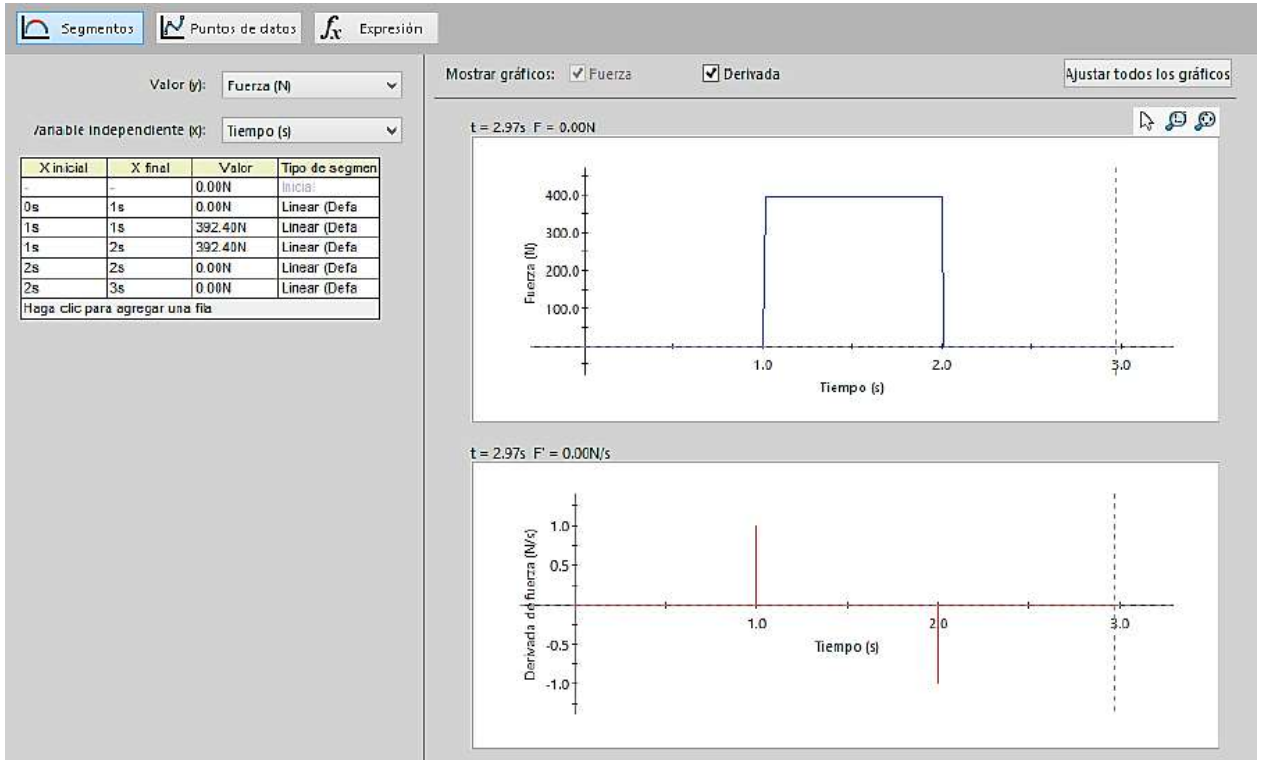 Segmentos Puntos de datos fx Expresión
Valor (y): Fuerza (N)
Variable independiente (x): Tiempo (s)
X inicial X final Valor Tipo de segmen
- - 0.00N Inicial
0s 1s 0.00N Linear (Defa
1s 1s 392.40N Linear (Defa
1s 2s 392.40N Linear (Defa
2s 2s 0.00N Linear (Defa
2s 3s 0.00N Linear (Defa
Haga clic para agregar una fila
Mostrar gráficos: Fuerza Derivada Ajustar todos los gráficos
t = 2.97s F = 0.00N
Fuerza (N)
400.0
300.0
200.0
100.0
1.0 2.0 3.0
Tiempo (s)
t = 2.97s F' = 0.00N/s
Derivada de fuerza (N/s)
1.0
0.5
-0.5
-1.0
1.0 2.0 3.0
Tiempo (s)